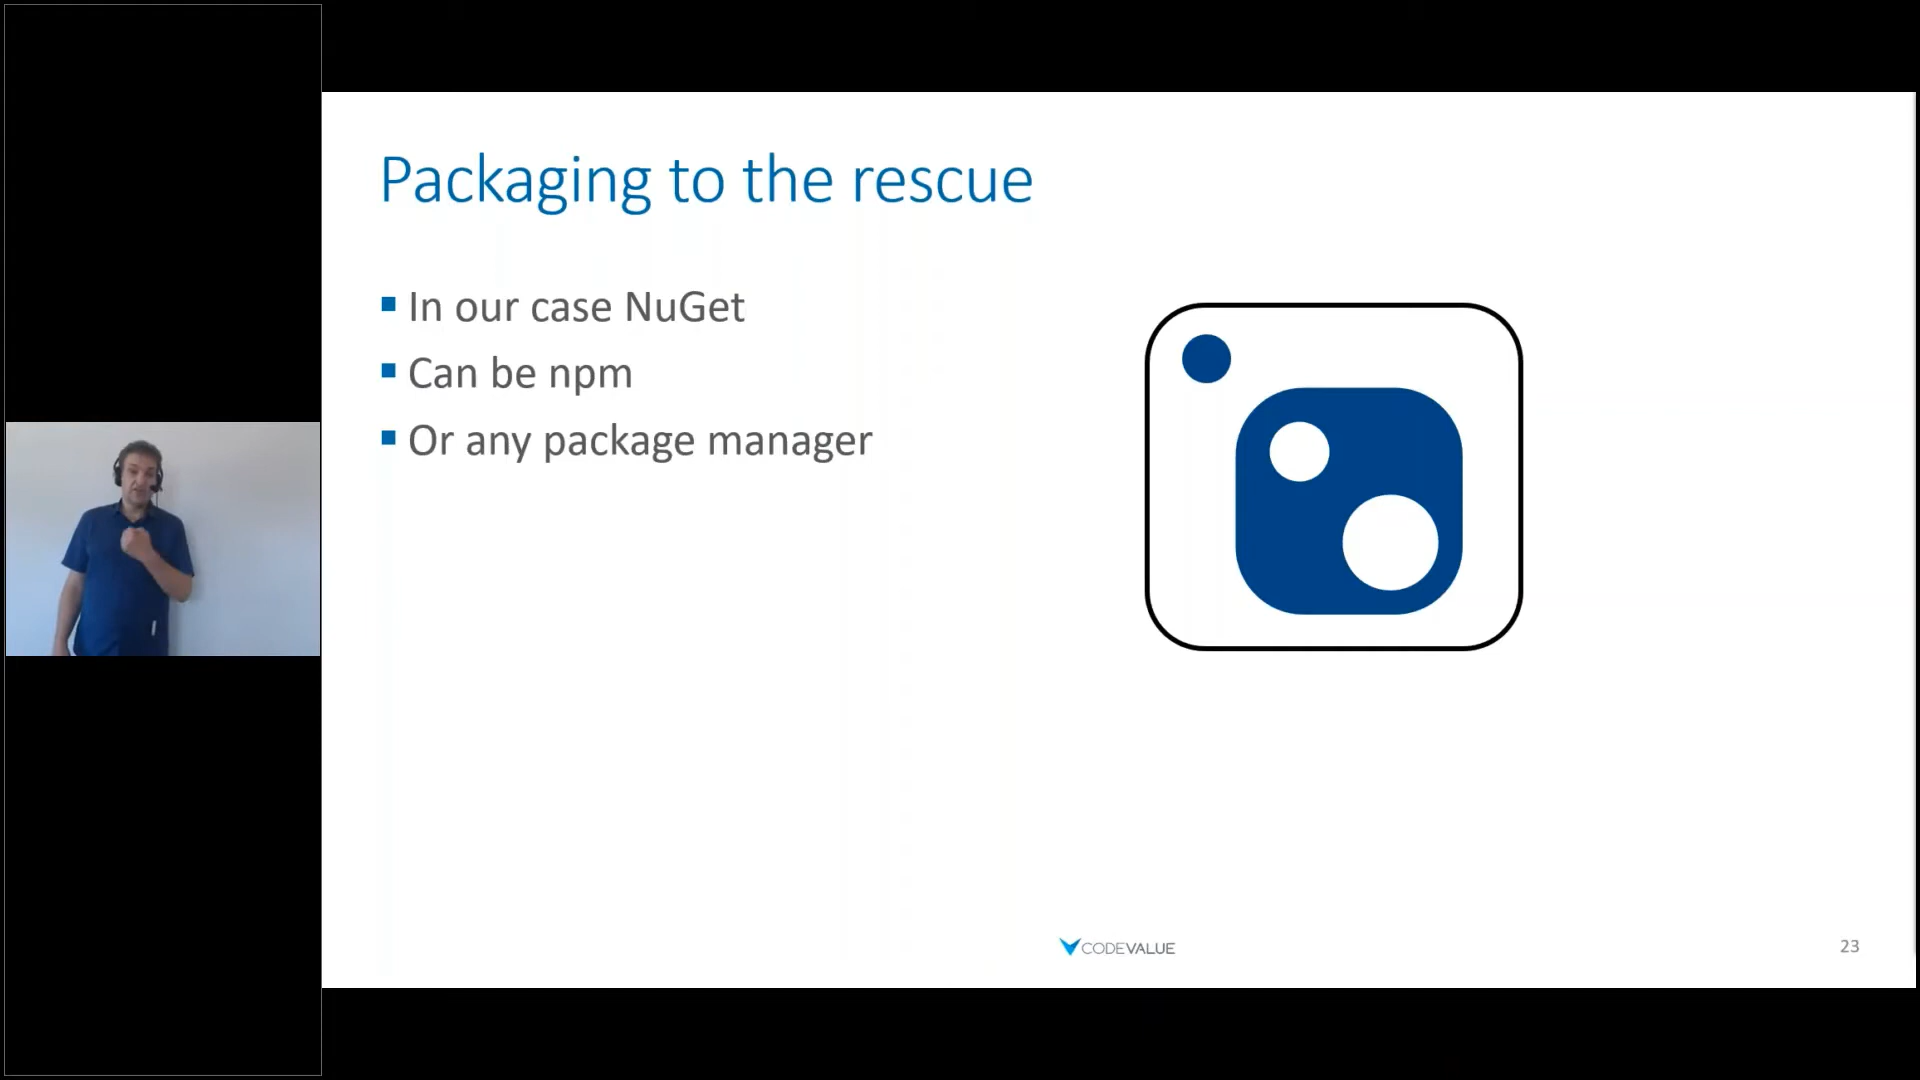 Packaging to the rescue
In our case NuGet
Can be npm
Or any package manager
CODEVALUE
23